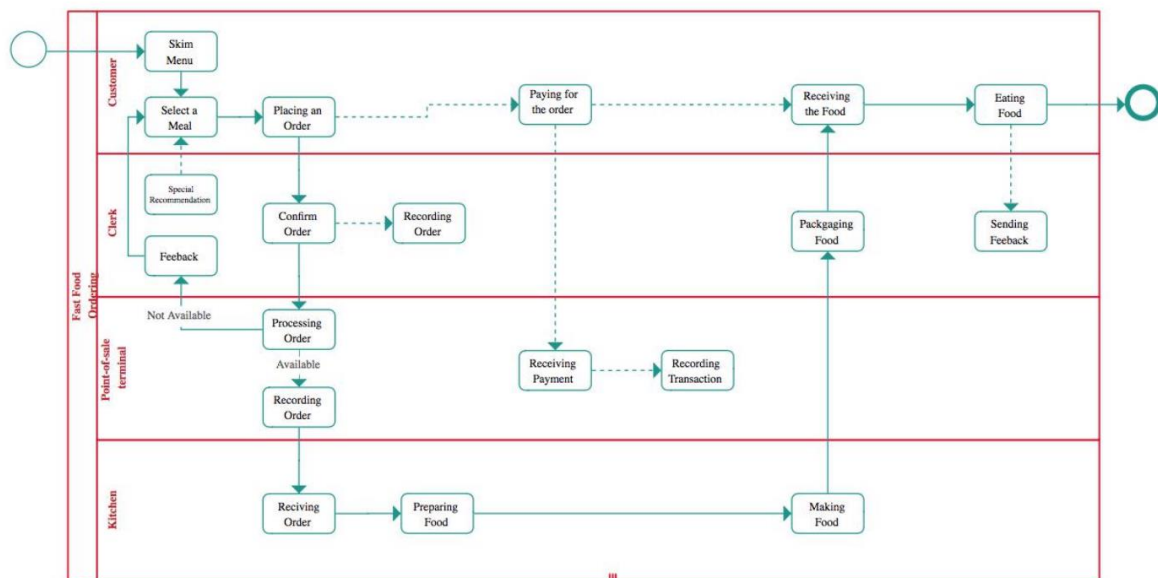 Fast Food
Ordering
Customer
Skim
Menu
Select a
Meal
Placing an
Order
Paying for
the order
Receiving
the Food
Eating
Food
Clerk
Special
Recommendation
Confirm
Order
Recording
Order
Packgaging
Food
Sending
Feeback
Feeback
Point-of-sale
terminal
Not Available
Processing
Order
Available
Receiving
Payment
Recording
Transaction
Recording
Order
Kitchen
Reciving
Order
Preparing
Food
Making
Food